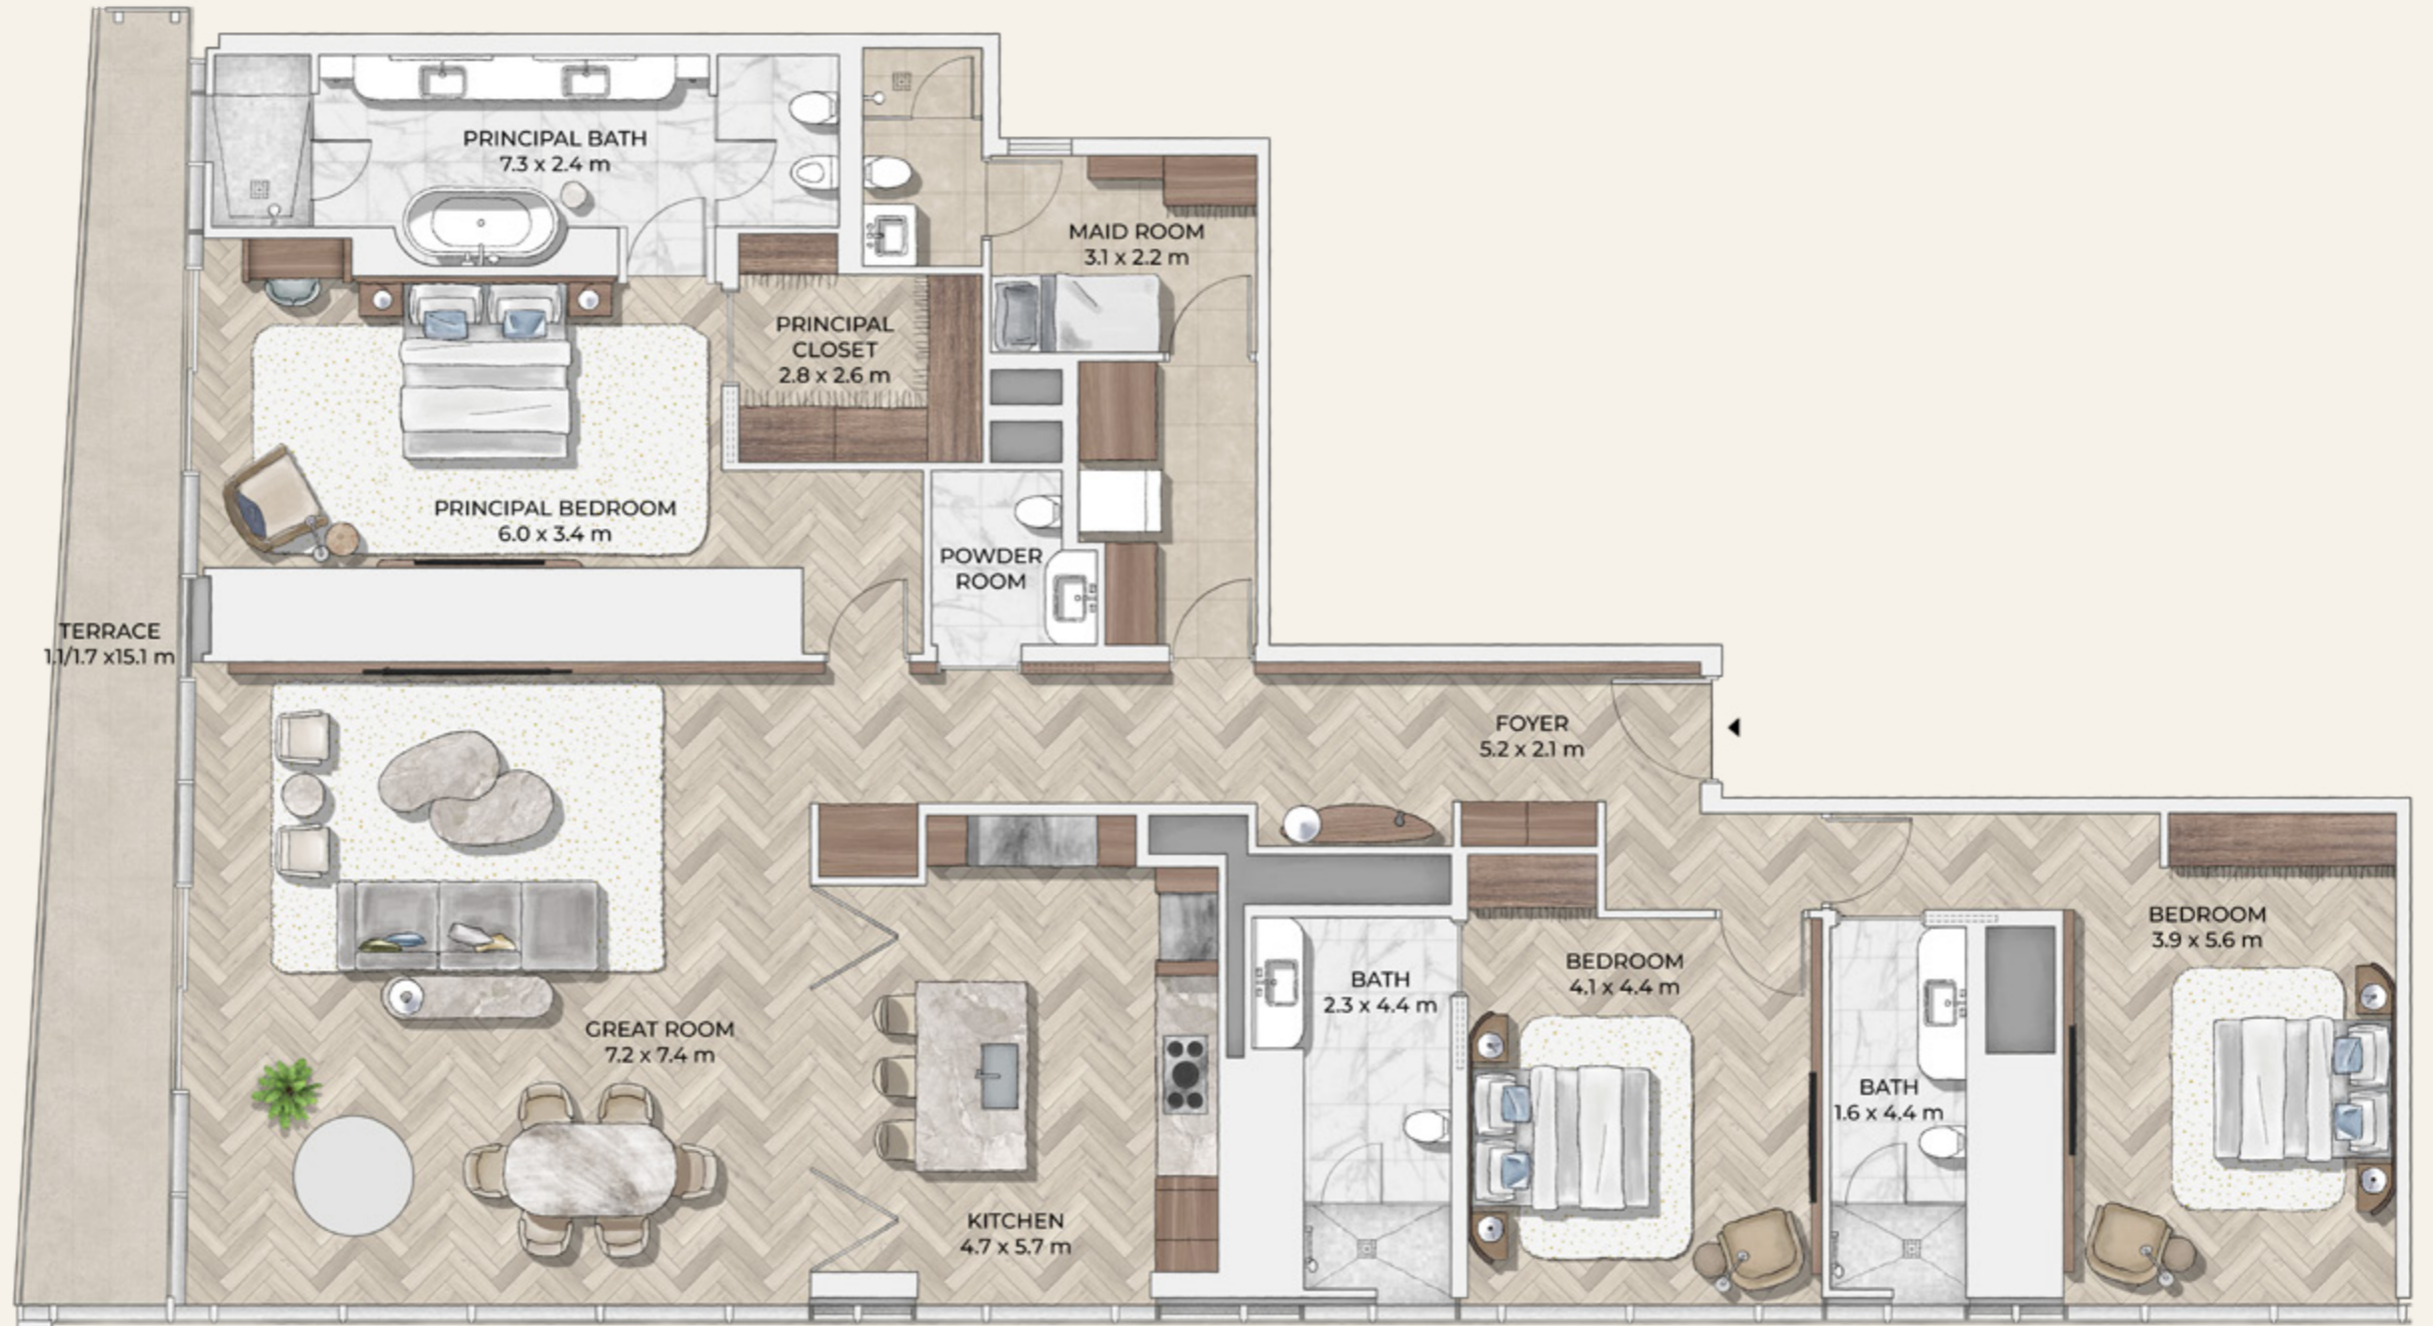 PRINCIPAL BATH
7.3 x 2.4 m
MAID ROOM
3.1 x 2.2 m
PRINCIPAL
CLOSET
2.8 x 2.6 m
PRINCIPAL BEDROOM
6.0 x 3.4 m
POWDER
ROOM
TERRACE
1.1/1.7 x15.1 m
FOYER
5.2 x 2.1 m
BEDROOM
3.9 x 5.6 m
BEDROOM
4.1 x 4.4 m
BATH
2.3 x 4.4 m
GREAT ROOM
7.2 x 7.4 m
BATH
1.6 x 4.4 m
KITCHEN
4.7 x 5.7 m